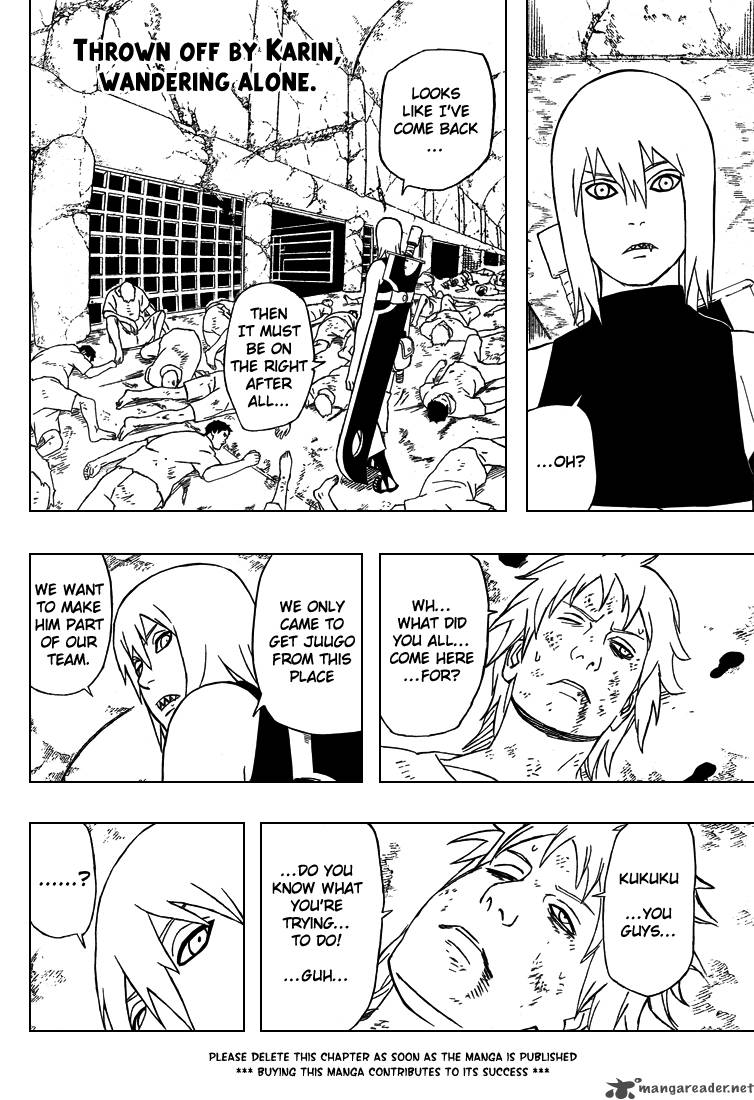 THROWN OFF BY KARIN,
WANDERING ALONE.
LOOKS
LIKE I'VE
COME BACK
...
THEN
IT MUST
BE ON
THE RIGHT
AFTER
ALL...
...OH?
WH...
WHAT DID
YOU ALL...
COME HERE
...FOR?
WE ONLY
CAME TO
GET JUUGO
FROM THIS
PLACE
WE WANT
TO MAKE
HIM PART
OF OUR
TEAM.
KUKUKU
...YOU
GUYS...
...DO YOU
KNOW WHAT
YOU'RE
TRYING...
TO DO!
...GUH...
......?
PLEASE DELETE THIS CHAPTER AS SOON AS THE MANGA IS PUBLISHED
*** BUYING THIS MANGA CONTRIBUTES TO ITS SUCCESS ***
mangareader.net